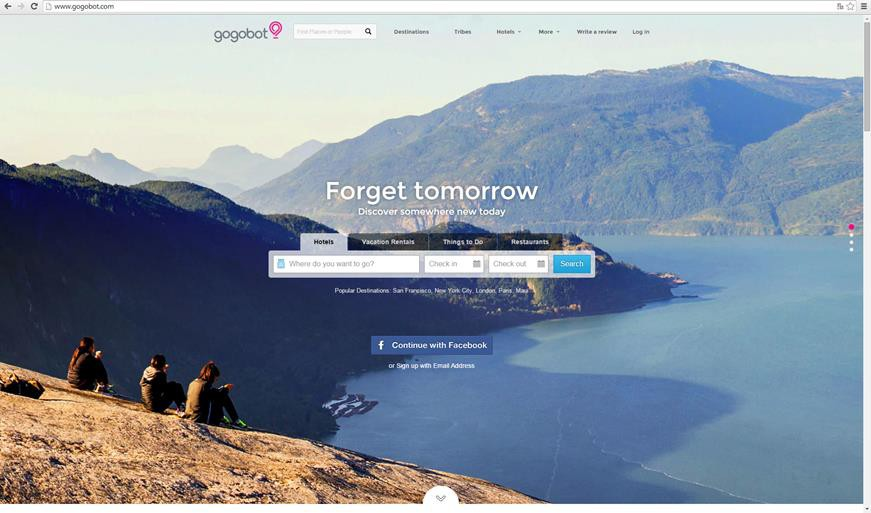 www.gogobot.com
gogobot
Find Places or People
Destinations
Tribes
Hotels
More
Write a review
Log in
Forget tomorrow
Discover somewhere new today
Hotels
Vacation Rentals
Things to Do
Restaurants
Where do you want to go?
Check in
Check out
Search
Popular Destinations: San Francisco, New York City, London, Paris, Maui
f Continue with Facebook
or Sign up with Email Address